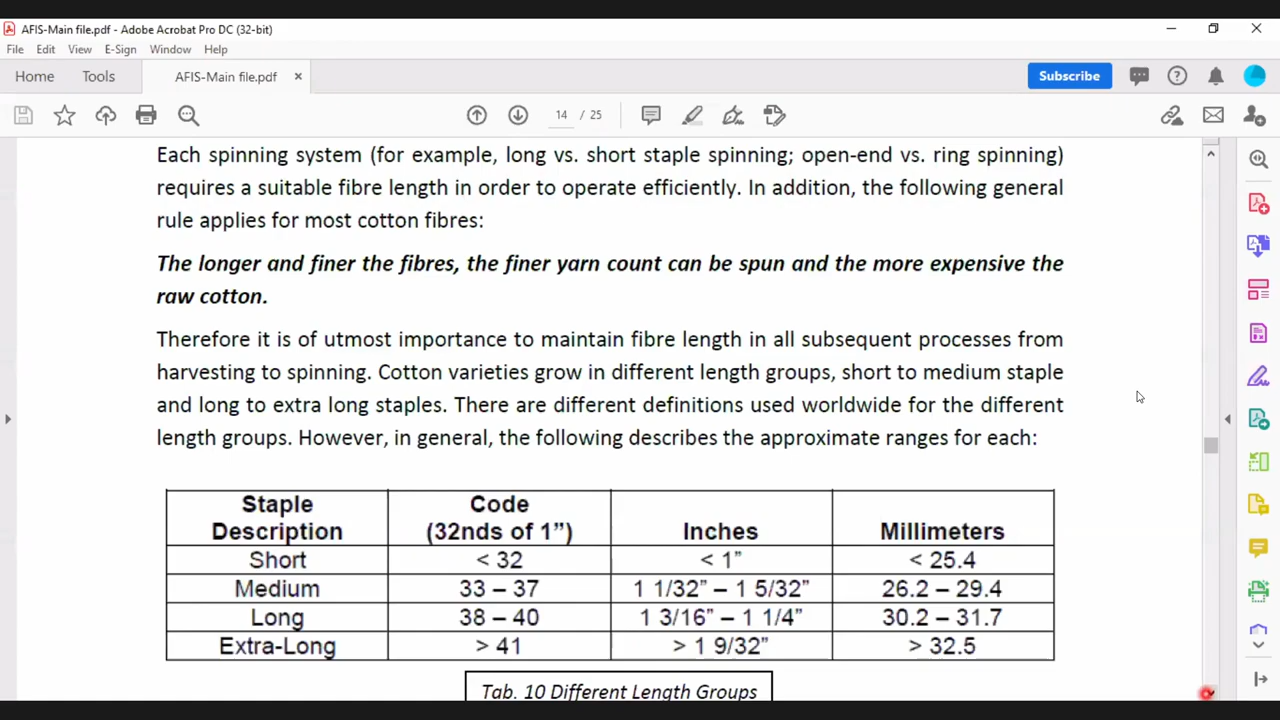 AFIS-Main file.pdf - Adobe Acrobat Pro DC (32-bit)
File Edit View E-Sign Window Help
Home Tools AFIS-Main file.pdf × Subscribe
14 / 25
Each spinning system (for example, long vs. short staple spinning; open-end vs. ring spinning)
requires a suitable fibre length in order to operate efficiently. In addition, the following general
rule applies for most cotton fibres:
The longer and finer the fibres, the finer yarn count can be spun and the more expensive the
raw cotton.
Therefore it is of utmost importance to maintain fibre length in all subsequent processes from
harvesting to spinning. Cotton varieties grow in different length groups, short to medium staple
and long to extra long staples. There are different definitions used worldwide for the different
length groups. However, in general, the following describes the approximate ranges for each:
Staple Code
Description (32nds of 1”) Inches Millimeters
Short < 32 < 1” < 25.4
Medium 33 – 37 1 1/32” – 1 5/32” 26.2 – 29.4
Long 38 – 40 1 3/16” – 1 1/4” 30.2 – 31.7
Extra-Long > 41 > 1 9/32” > 32.5
Tab. 10 Different Length Groups